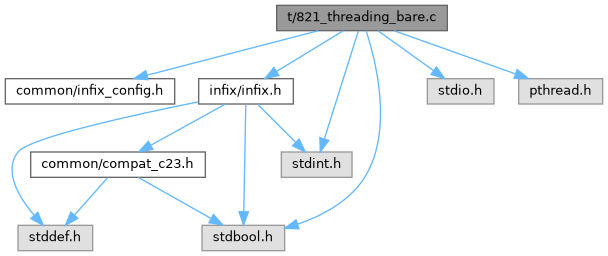 t/821_threading_bare.c
common/infix_config.h
infix/infix.h
stdio.h
pthread.h
common/compat_c23.h
stdint.h
stddef.h
stdbool.h